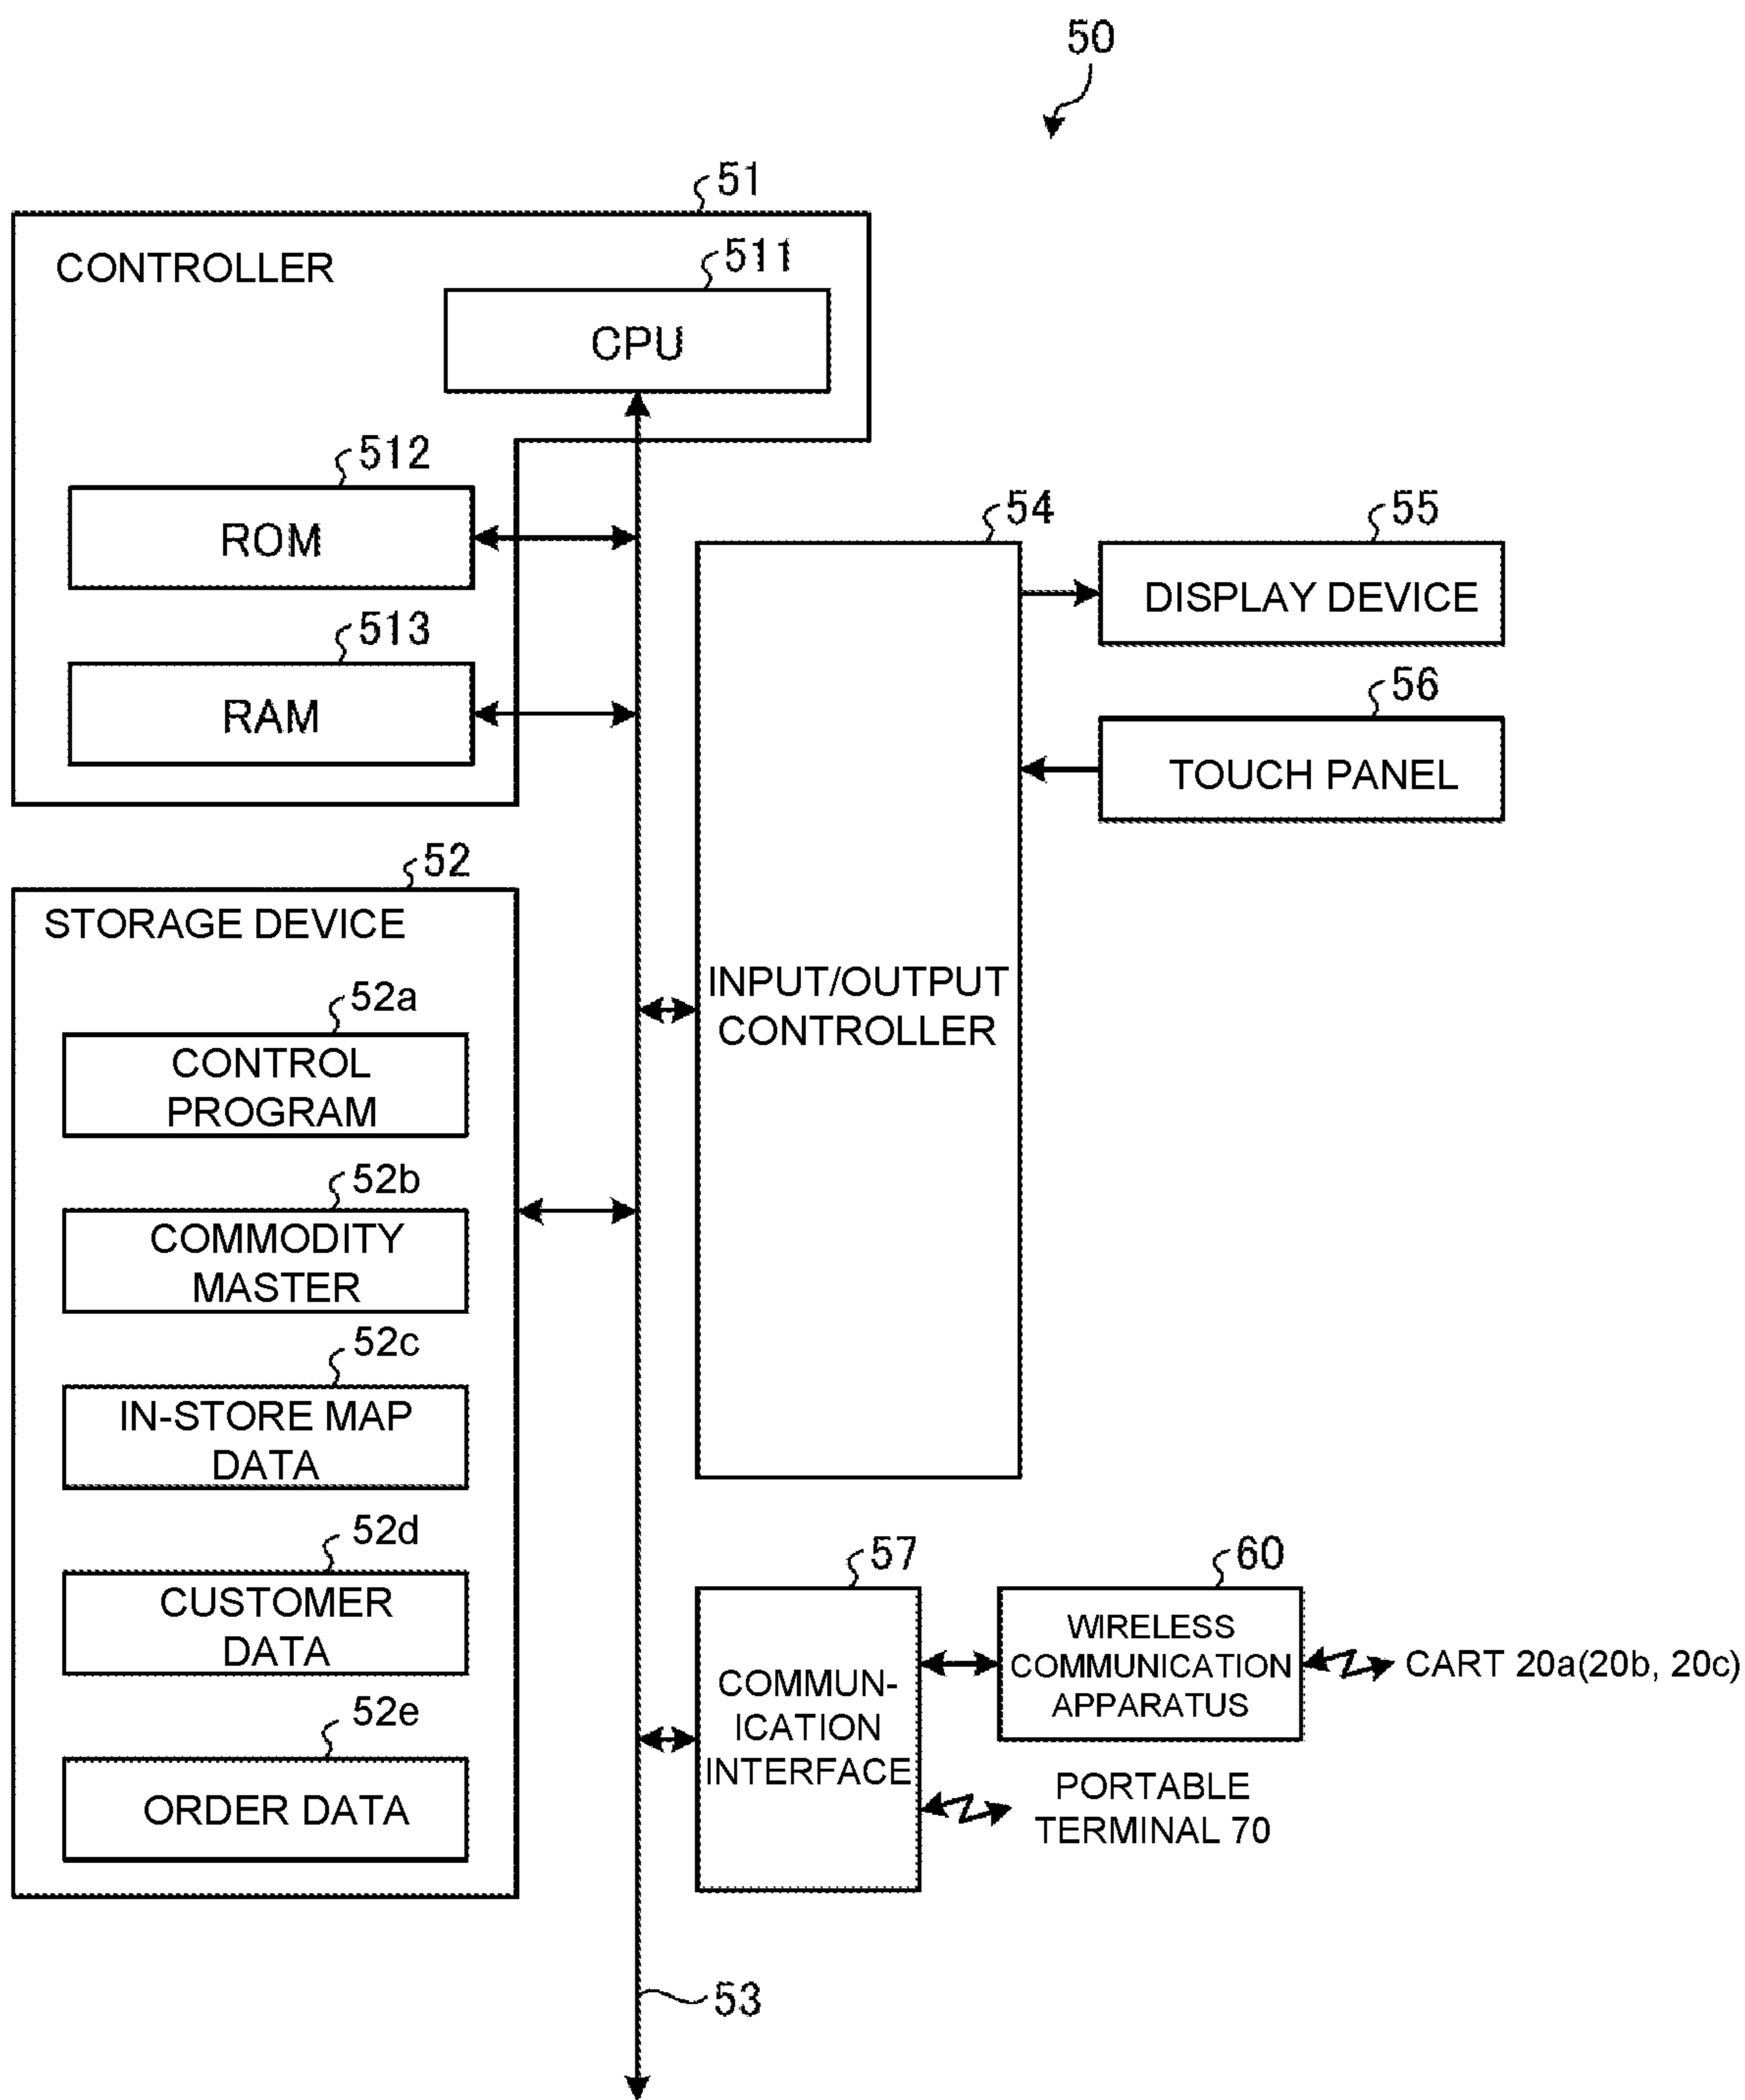 50
51
CONTROLLER
511
CPU
512
ROM
513
RAM
54
INPUT/OUTPUT
CONTROLLER
55
DISPLAY DEVICE
56
TOUCH PANEL
52
STORAGE DEVICE
52a
CONTROL
PROGRAM
52b
COMMODITY
MASTER
52c
IN-STORE MAP
DATA
52d
CUSTOMER
DATA
52e
ORDER DATA
57
COMMUN-
ICATION
INTERFACE
60
WIRELESS
COMMUNICATION
APPARATUS
CART 20a(20b, 20c)
PORTABLE
TERMINAL 70
53